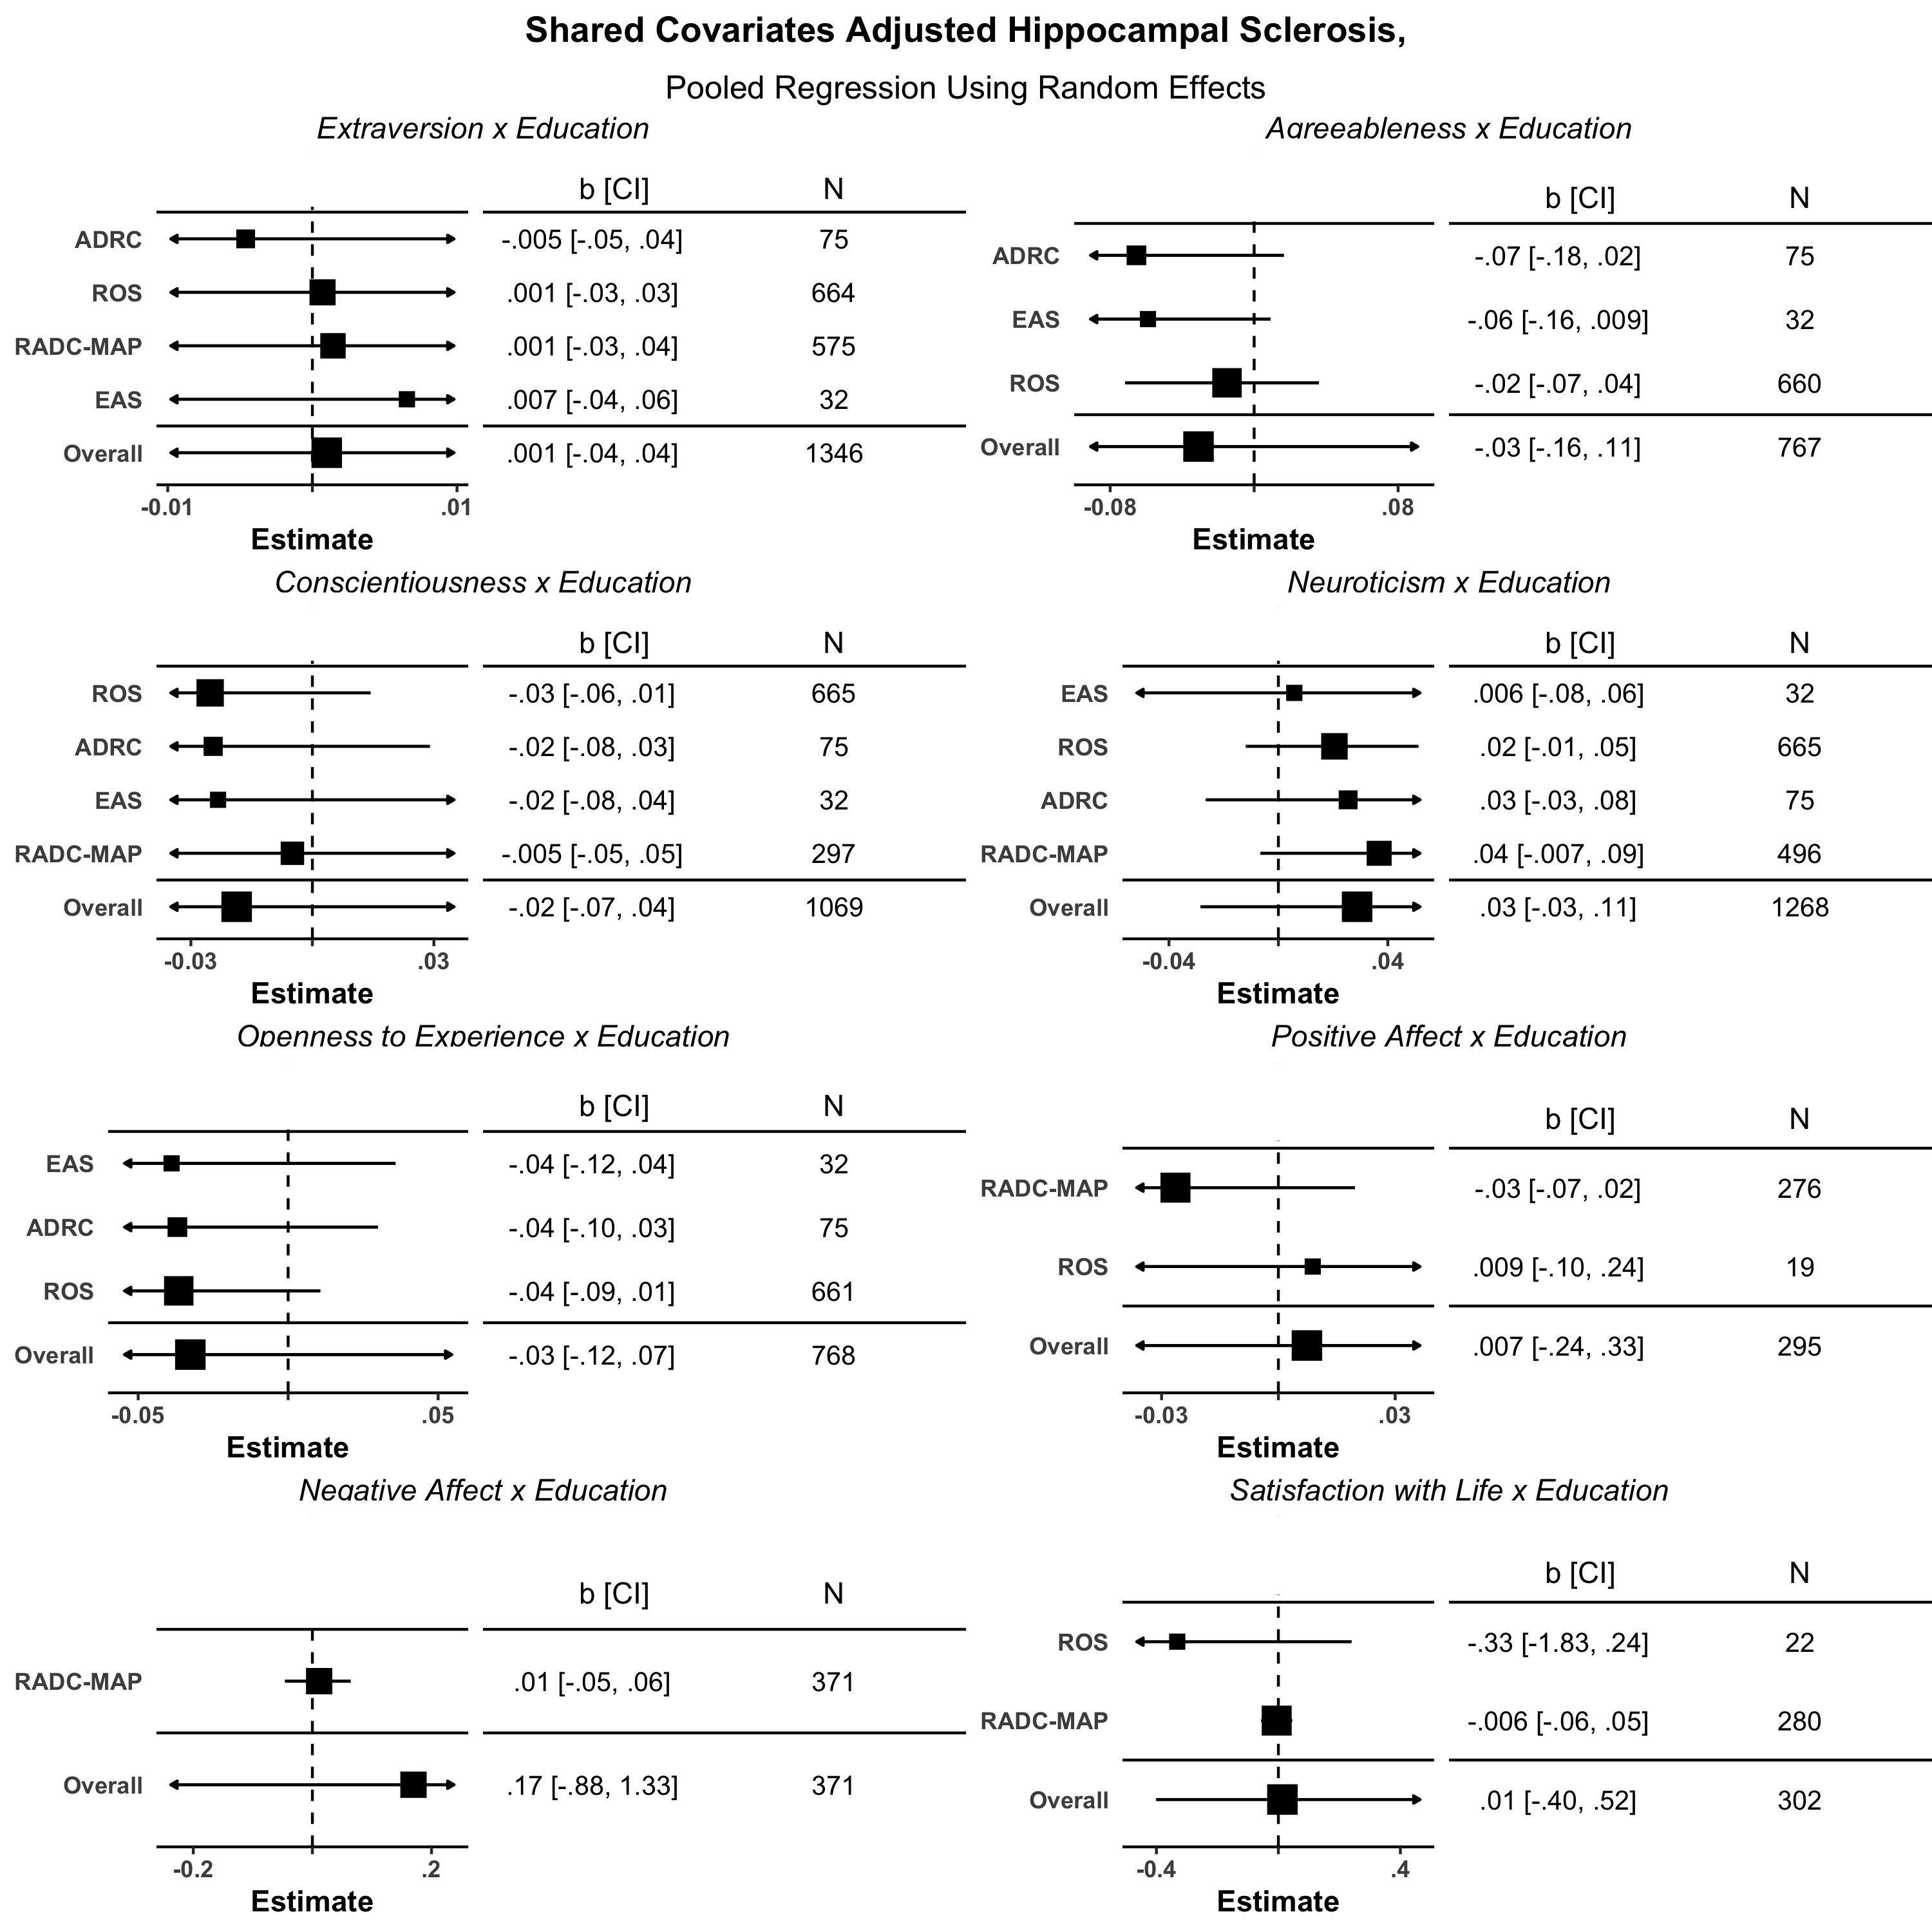 Shared Covariates Adjusted Hippocampal Sclerosis,
Pooled Regression Using Random Effects
Extraversion x Education
b [CI] N
ADRC -.005 [-.05, .04] 75
ROS .001 [-.03, .03] 664
RADC-MAP .001 [-.03, .04] 575
EAS .007 [-.04, .06] 32
Overall .001 [-.04, .04] 1346
-0.01 .01
Estimate
Agreeableness x Education
b [CI] N
ADRC -.07 [-.18, .02] 75
EAS -.06 [-.16, .009] 32
ROS -.02 [-.07, .04] 660
Overall -.03 [-.16, .11] 767
-0.08 .08
Estimate
Conscientiousness x Education
b [CI] N
ROS -.03 [-.06, .01] 665
ADRC -.02 [-.08, .03] 75
EAS -.02 [-.08, .04] 32
RADC-MAP -.005 [-.05, .05] 297
Overall -.02 [-.07, .04] 1069
-0.03 .03
Estimate
Neuroticism x Education
b [CI] N
EAS .006 [-.08, .06] 32
ROS .02 [-.01, .05] 665
ADRC .03 [-.03, .08] 75
RADC-MAP .04 [-.007, .09] 496
Overall .03 [-.03, .11] 1268
-0.04 .04
Estimate
Openness to Experience x Education
b [CI] N
EAS -.04 [-.12, .04] 32
ADRC -.04 [-.10, .03] 75
ROS -.04 [-.09, .01] 661
Overall -.03 [-.12, .07] 768
-0.05 .05
Estimate
Positive Affect x Education
b [CI] N
RADC-MAP -.03 [-.07, .02] 276
ROS .009 [-.10, .24] 19
Overall .007 [-.24, .33] 295
-0.03 .03
Estimate
Negative Affect x Education
b [CI] N
RADC-MAP .01 [-.05, .06] 371
Overall .17 [-.88, 1.33] 371
-0.2 .2
Estimate
Satisfaction with Life x Education
b [CI] N
ROS -.33 [-1.83, .24] 22
RADC-MAP -.006 [-.06, .05] 280
Overall .01 [-.40, .52] 302
-0.4 .4
Estimate